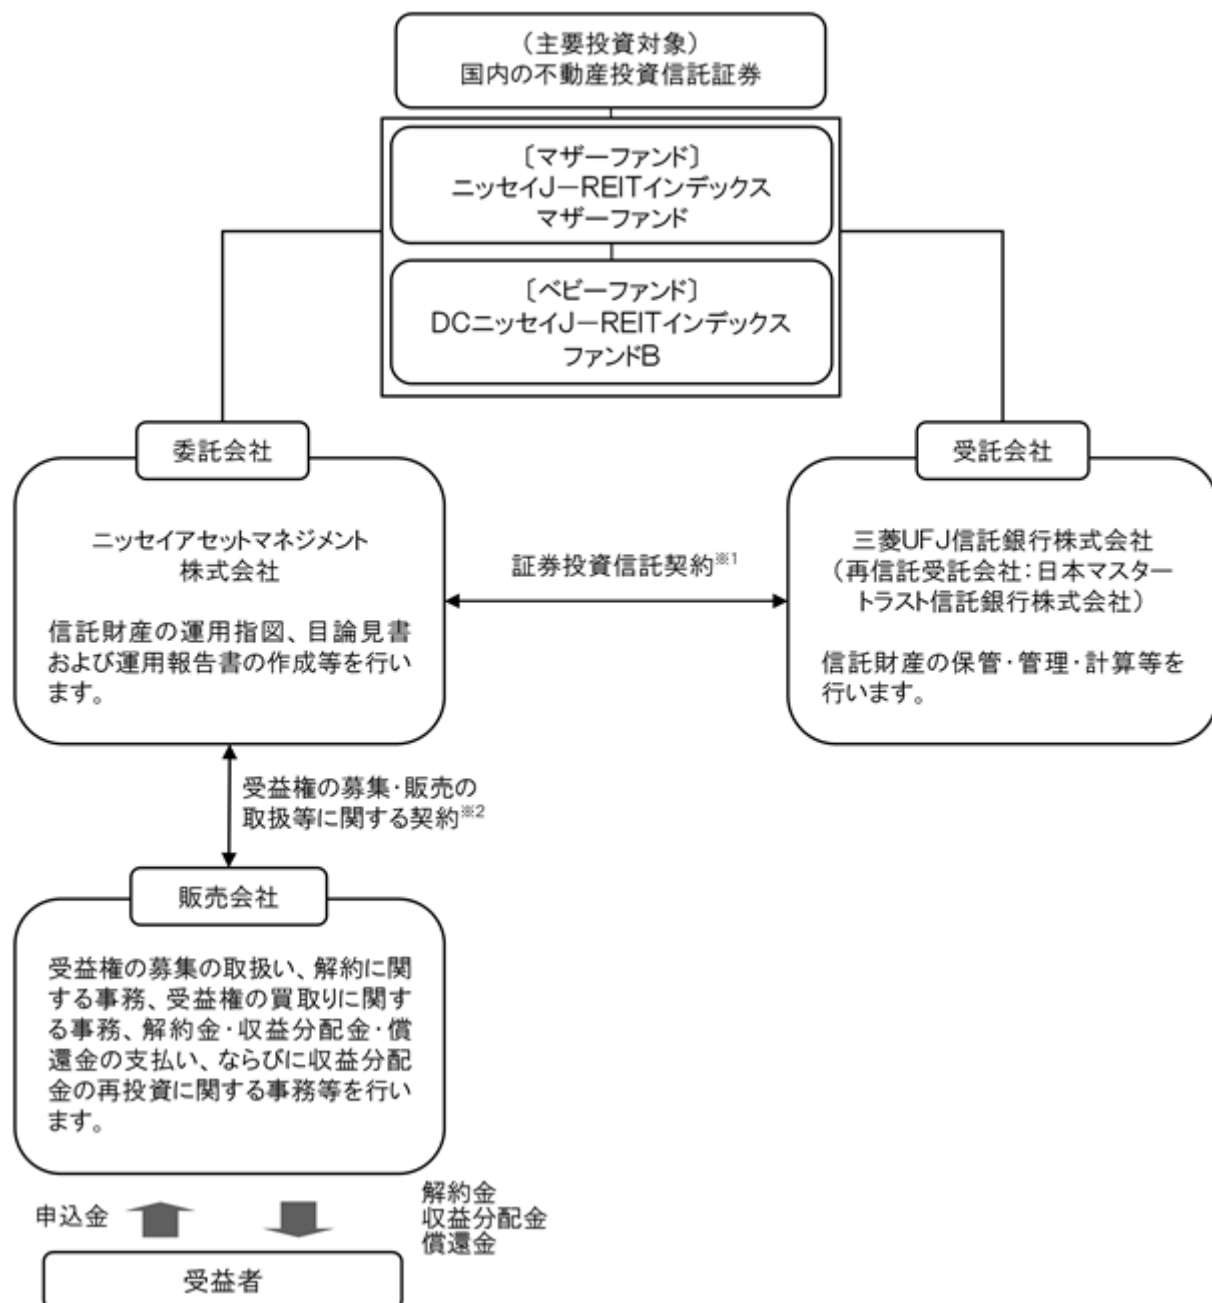 （主要投資対象）
国内の不動産投資信託証券
〔マザーファンド〕
ニッセイJ－REITインデックス
マザーファンド
〔ベビーファンド〕
DCニッセイJ－REITインデックス
ファンドB
委託会社
ニッセイアセットマネジメント
株式会社
信託財産の運用指図、目論見書
および運用報告書の作成等を行い
ます。
証券投資信託契約※1
受託会社
三菱UFJ信託銀行株式会社
（再信託受託会社：日本マスター
トラスト信託銀行株式会社）
信託財産の保管・管理・計算等を
行います。
受益権の募集・販売の
取扱等に関する契約※2
販売会社
受益権の募集の取扱い、解約に関
する事務、受益権の買取りに関す
る事務、解約金・収益分配金・償
還金の支払い、ならびに収益分配
金の再投資に関する事務等を行い
ます。
申込金
解約金
収益分配金
償還金
受益者